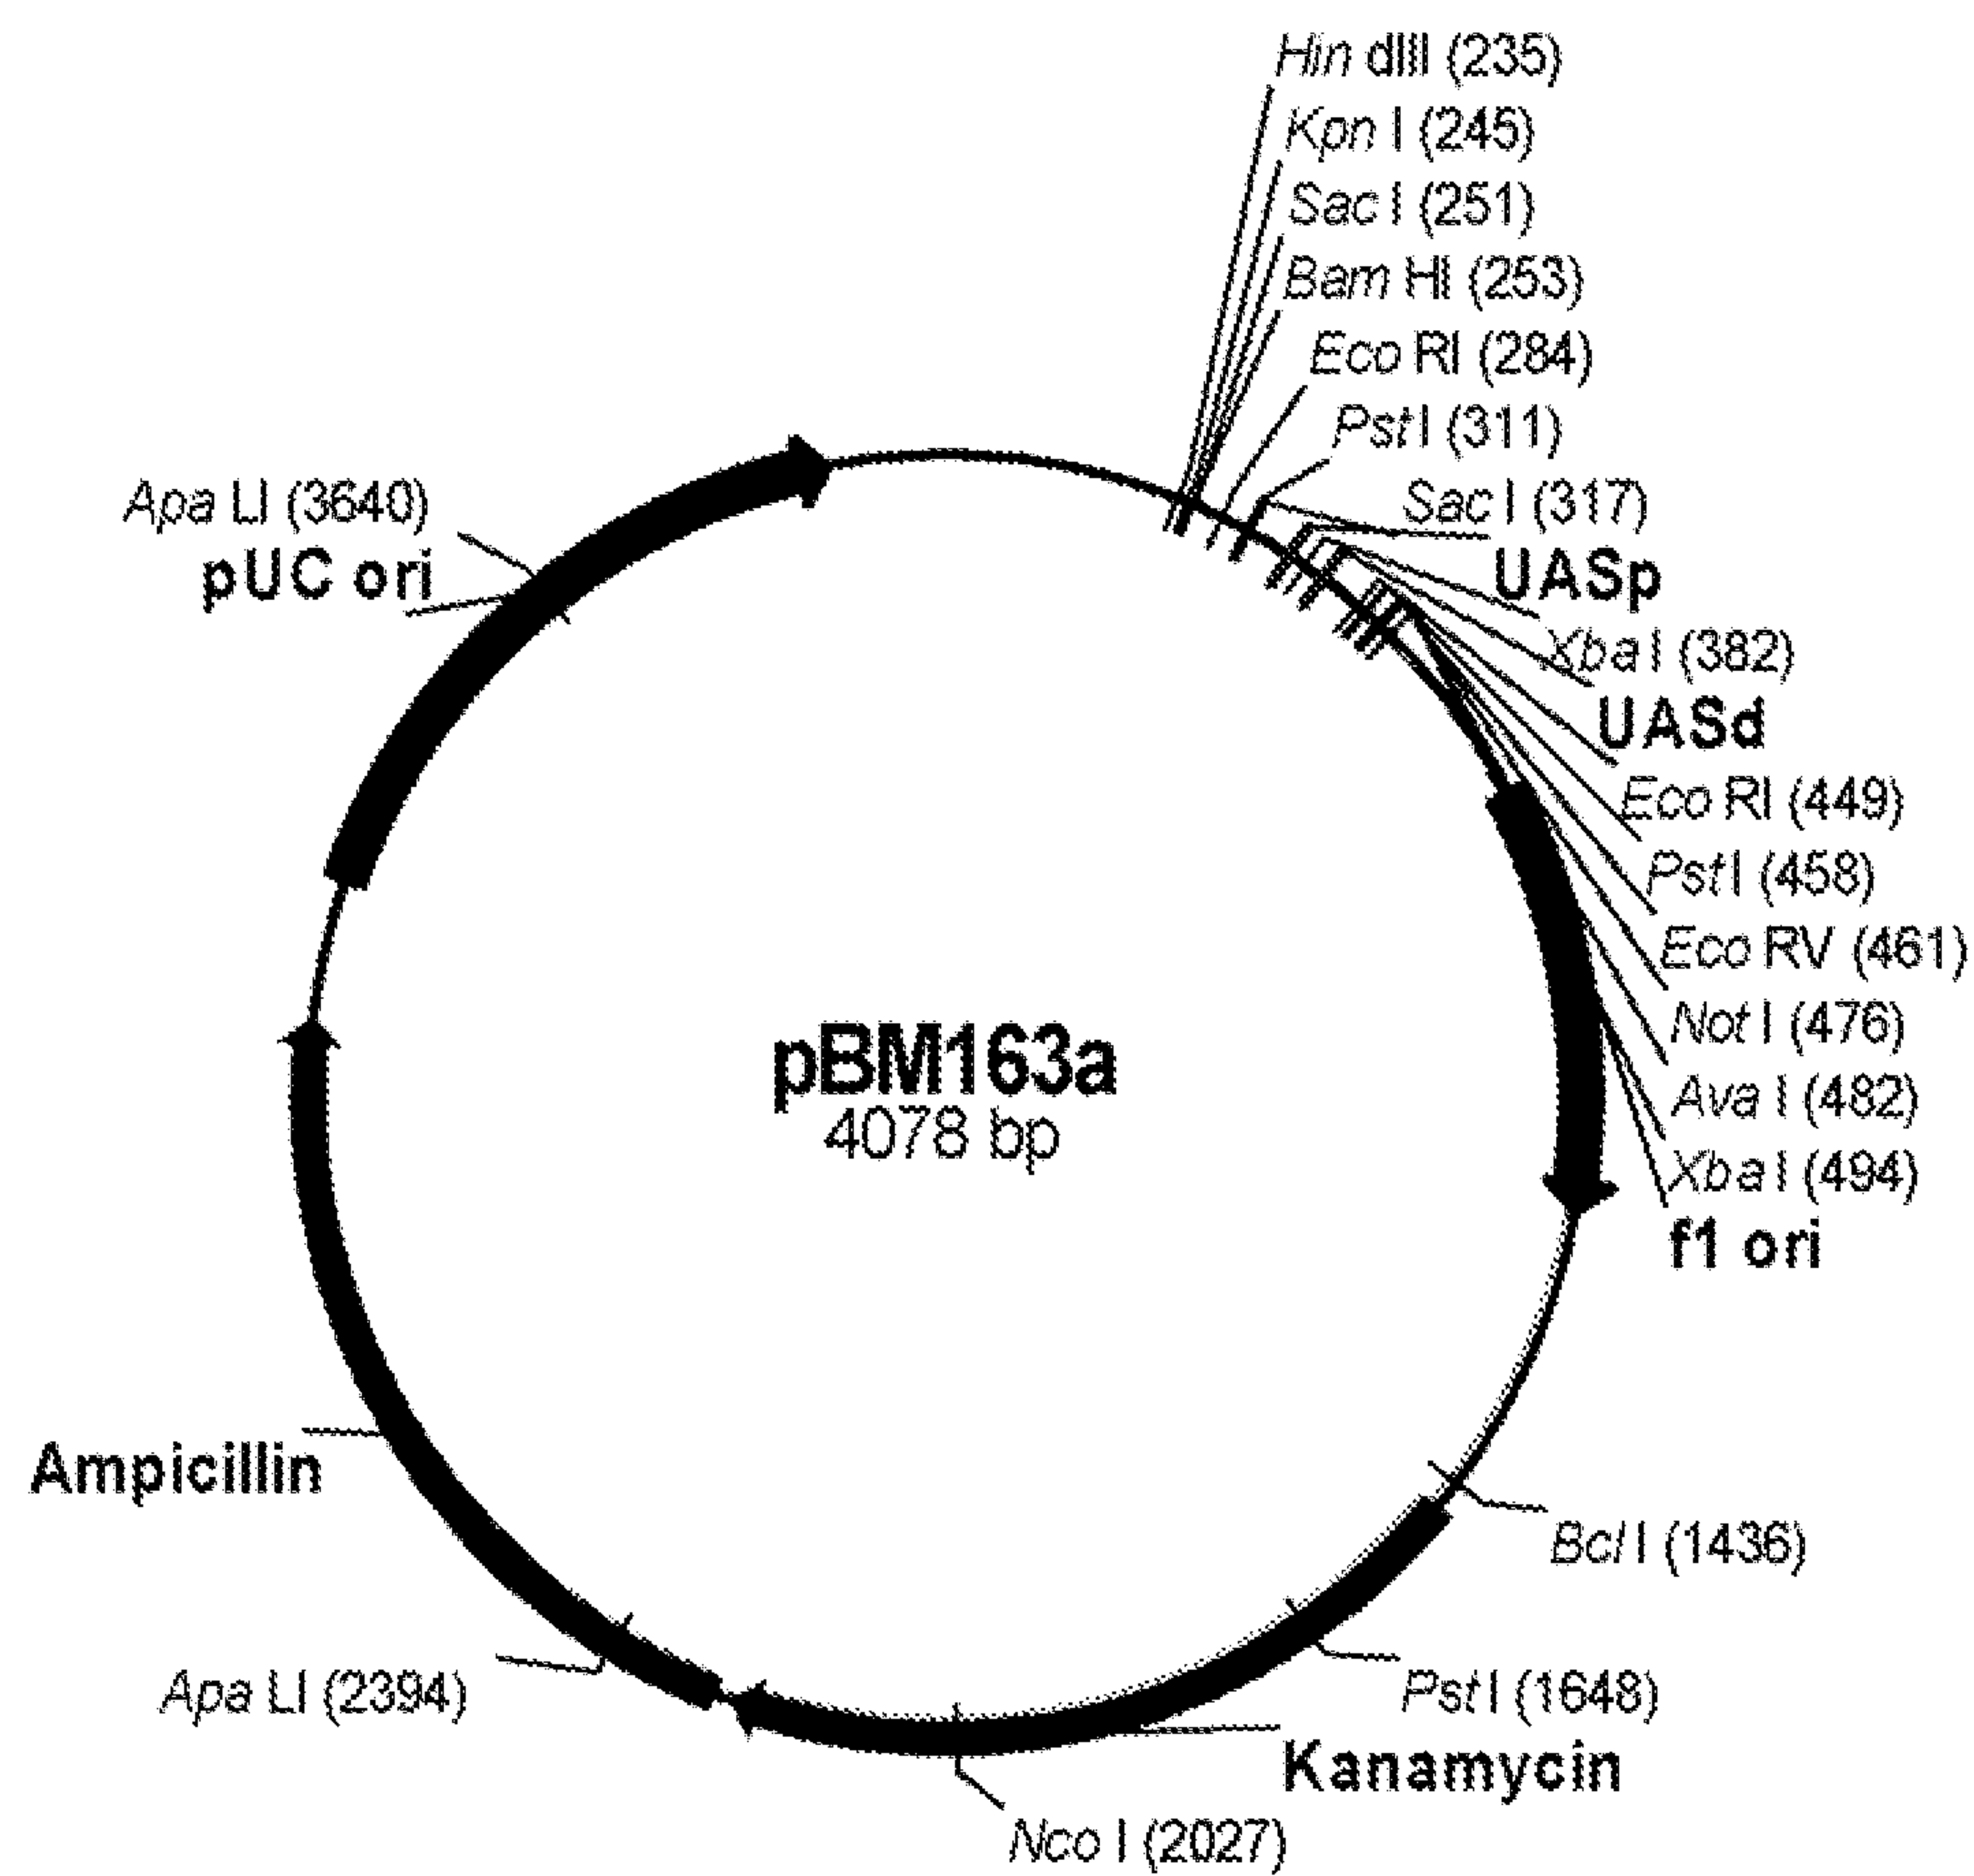 Hin dIII (235)
Kpn I (245)
Sac I (251)
Bam HI (253)
Eco RI (284)
Pst I (311)
Sac I (317)
UASp
Xba I (382)
UASd
Eco RI (449)
Pst I (458)
Eco RV (461)
Not I (476)
Ava I (482)
Xba I (494)
f1 ori
Bcl I (1436)
Pst I (1648)
Kanamycin
Nco I (2027)
Apa LI (2394)
Ampicillin
Apa LI (3640)
pUC ori
pBM163a
4078 bp